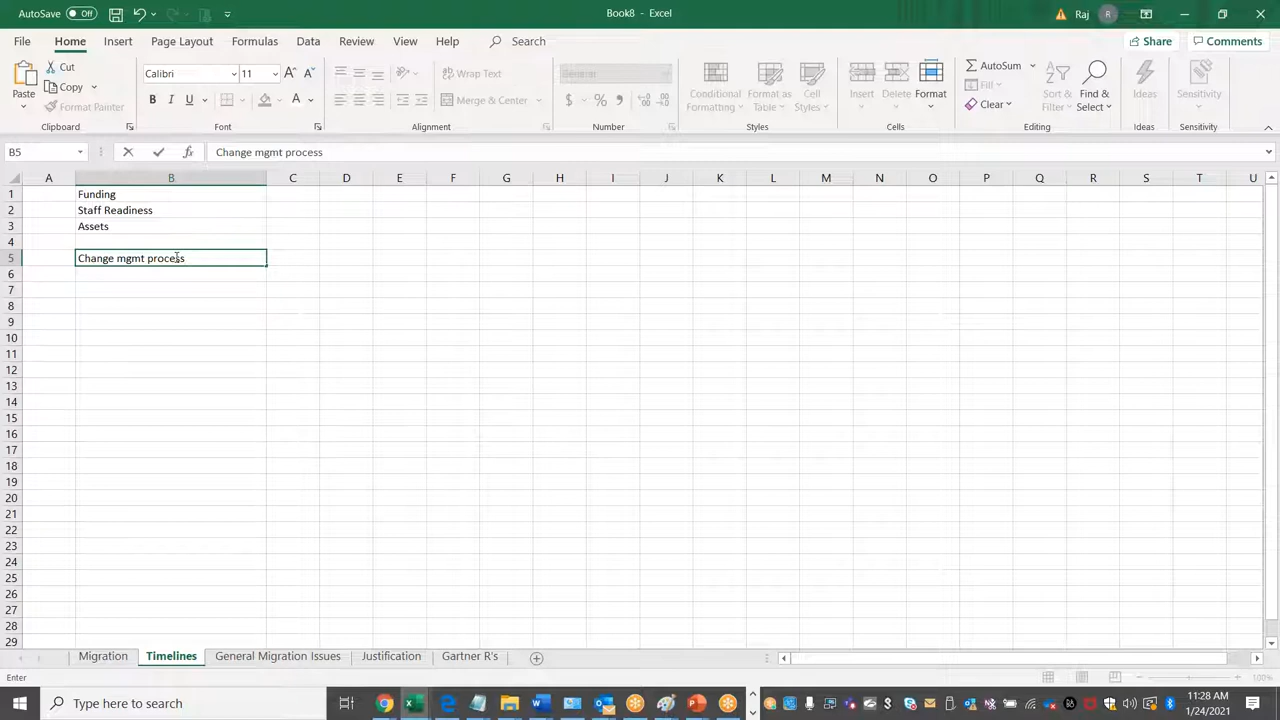 AutoSave Off
Book8 - Excel
Raj R
File Home Insert Page Layout Formulas Data Review View Help Search
Share Comments
Paste
Cut
Copy
Format Painter
Clipboard
Calibri 11
A A
B I U A
Font
Wrap Text
Merge & Center
Alignment
General
$ % 9
Number
Conditional Formatting
Format as Table
Cell Styles
Styles
Insert Delete Format
Cells
AutoSum
Fill
Clear
Sort & Filter
Find & Select
Editing
Ideas
Ideas
Sensitivity
Sensitivity
B5 fx Change mgmt process
A B C D E F G H I J K L M N O P Q R S T U
1 Funding
2 Staff Readiness
3 Assets
4
5 Change mgmt process
6
7
8
9
10
11
12
13
14
15
16
17
18
19
20
21
22
23
24
25
26
27
28
29
Migration Timelines General Migration Issues Justification Gartner R's
Enter 100%
Type here to search
11:28 AM
1/24/2021